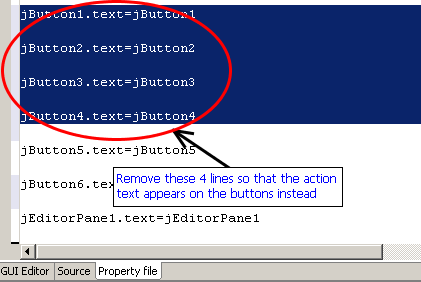 jButton1.text=jButton1
jButton2.text=jButton2
jButton3.text=jButton3
jButton4.text=jButton4
jButton5.text=jButton5
jButton6.tex
Remove these 4 lines so that the action
text appears on the buttons instead
jEditorPane1.text=jEditorPane1
GUI Editor Source Property file